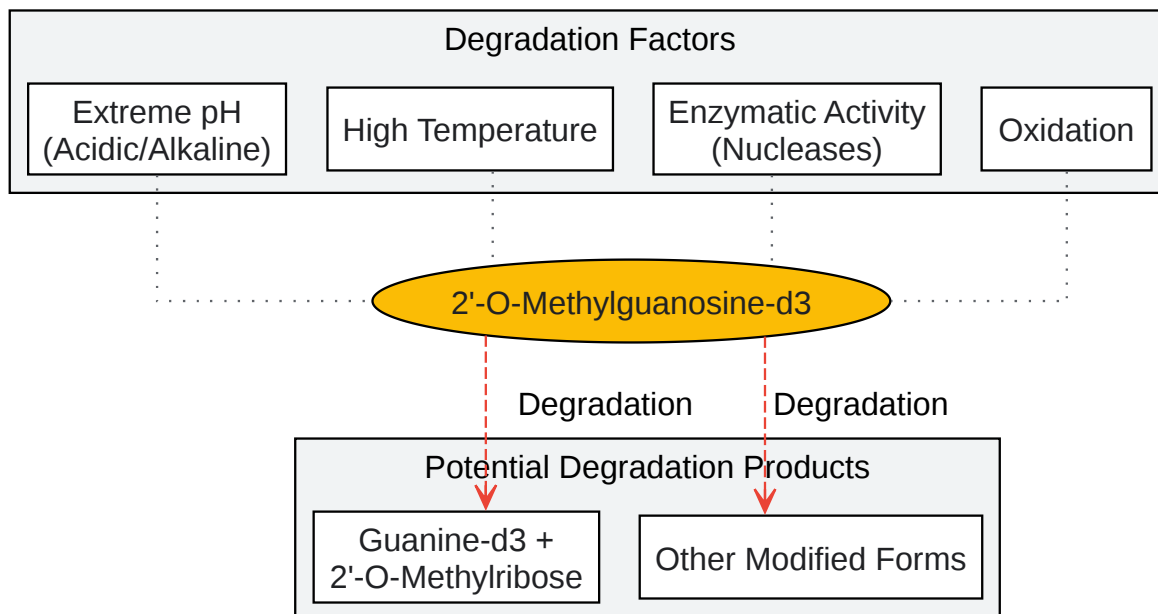 Degradation Factors
Extreme pH
(Acidic/Alkaline)
High Temperature
Enzymatic Activity
(Nucleases)
Oxidation
2'-O-Methylguanosine-d3
Degradation
Degradation
Potential Degradation Products
Guanine-d3 +
2'-O-Methylribose
Other Modified Forms